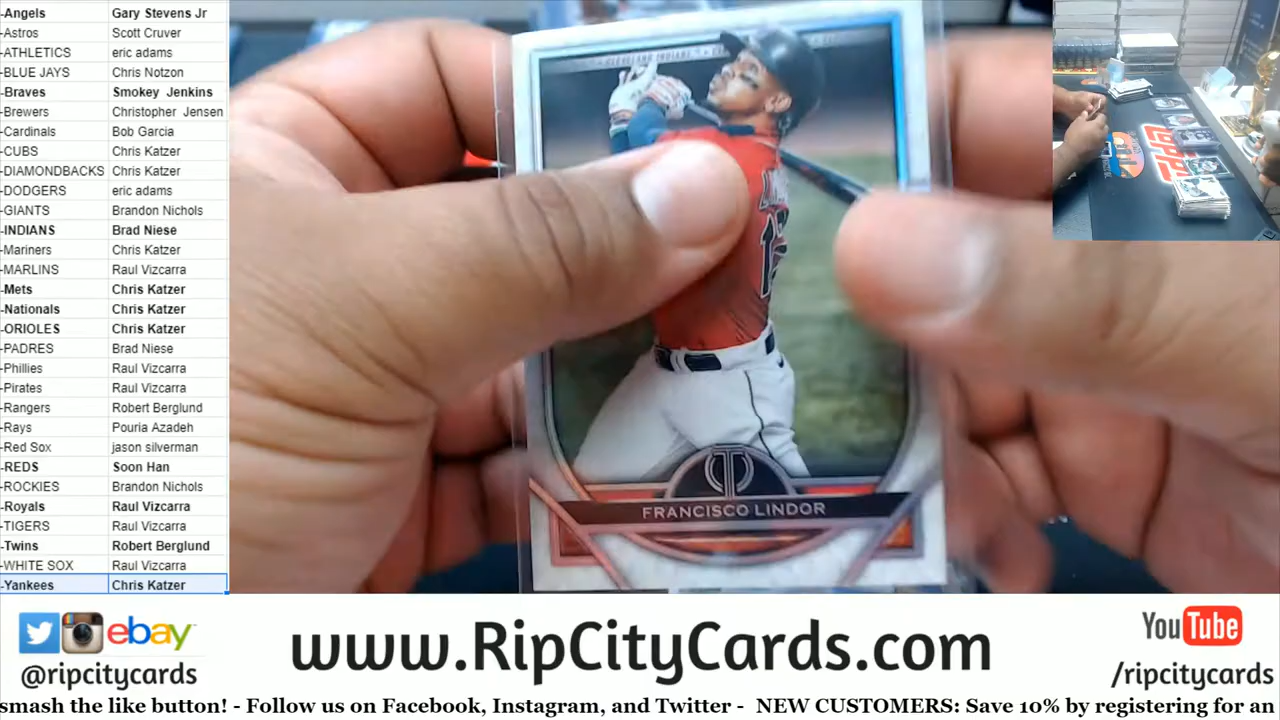 -Angels Gary Stevens Jr
-Astros Scott Cruver
-ATHLETICS eric adams
-BLUE JAYS Chris Notzon
-Braves Smokey Jenkins
-Brewers Christopher Jensen
-Cardinals Bob Garcia
-CUBS Chris Katzer
-DIAMONDBACKS Chris Katzer
-DODGERS eric adams
-GIANTS Brandon Nichols
-INDIANS Brad Niese
-Mariners Chris Katzer
-MARLINS Raul Vizcarra
-Mets Chris Katzer
-Nationals Chris Katzer
-ORIOLES Chris Katzer
-PADRES Brad Niese
-Phillies Raul Vizcarra
-Pirates Raul Vizcarra
-Rangers Robert Berglund
-Rays Pouria Azadeh
-Red Sox jason silverman
-REDS Soon Han
-ROCKIES Brandon Nichols
-Royals Raul Vizcarra
-TIGERS Raul Vizcarra
-Twins Robert Berglund
-WHITE SOX Raul Vizcarra
-Yankees Chris Katzer
CLEVELAND INDIANS
12
FRANCISCO LINDOR
TOPPS
ebay
@ripcitycards
www.RipCityCards.com
YouTube
/ripcitycards
smash the like button! - Follow us on Facebook, Instagram, and Twitter - NEW CUSTOMERS: Save 10% by registering for an